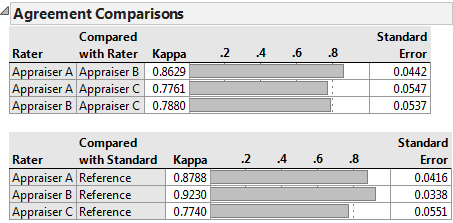 Agreement Comparisons
Compared Standard
Rater with Rater Kappa .2 .4 .6 .8 Error
Appraiser A Appraiser B 0.8629 0.0442
Appraiser A Appraiser C 0.7761 0.0547
Appraiser B Appraiser C 0.7880 0.0537
Compared Standard
Rater with Standard Kappa .2 .4 .6 .8 Error
Appraiser A Reference 0.8788 0.0416
Appraiser B Reference 0.9230 0.0338
Appraiser C Reference 0.7740 0.0551